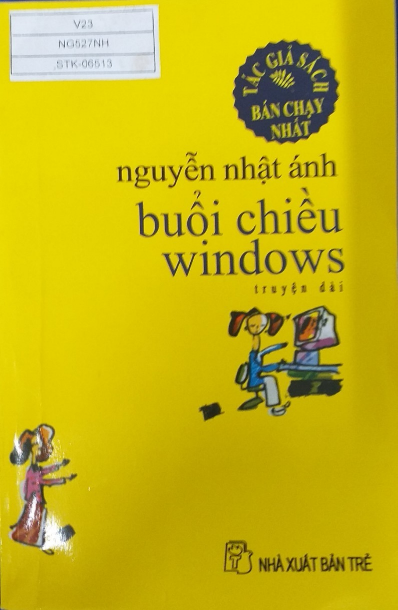 V23
NG527NH
STK-06513
TÁC GIẢ SÁCH
BÁN CHẠY
NHẤT
nguyễn nhật ánh
buổi chiều
windows
truyện dài
NHÀ XUẤT BẢN TRẺ